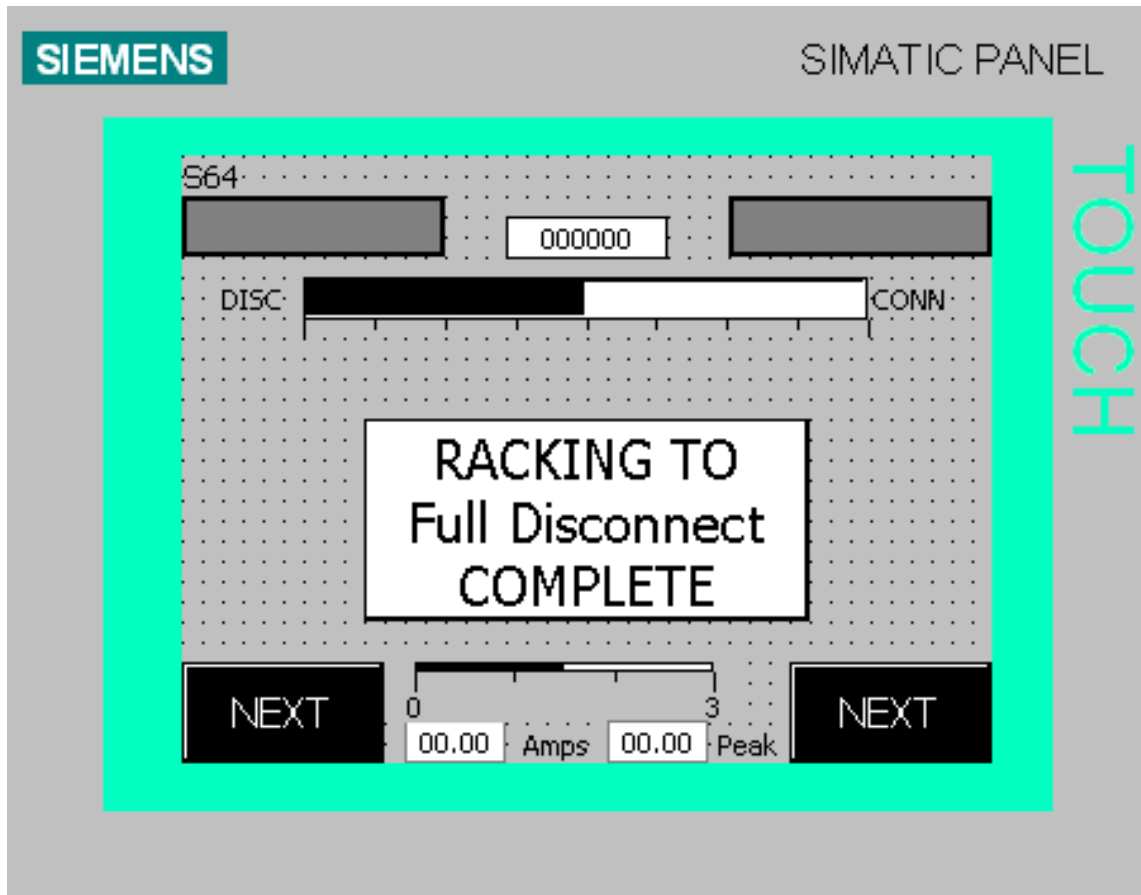 SIEMENS
SIMATIC PANEL
TOUCH
S64
000000
DISC
CONN
RACKING TO
Full Disconnect
COMPLETE
NEXT
0
3
NEXT
00.00 Amps 00.00 Peak